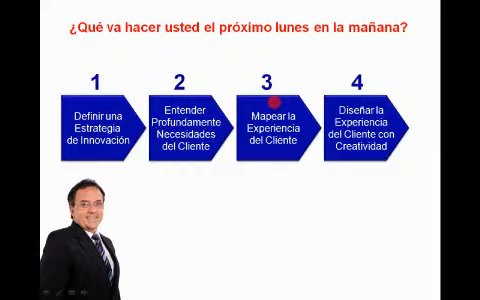 ¿Qué va hacer usted el próximo lunes en la mañana?
1
2
3
4
Definir una
Estrategia
de Innovación
Entender
Profundamente
Necesidades
del Cliente
Mapear la
Experiencia
del Cliente
Diseñar la
Experiencia
del Cliente con
Creatividad